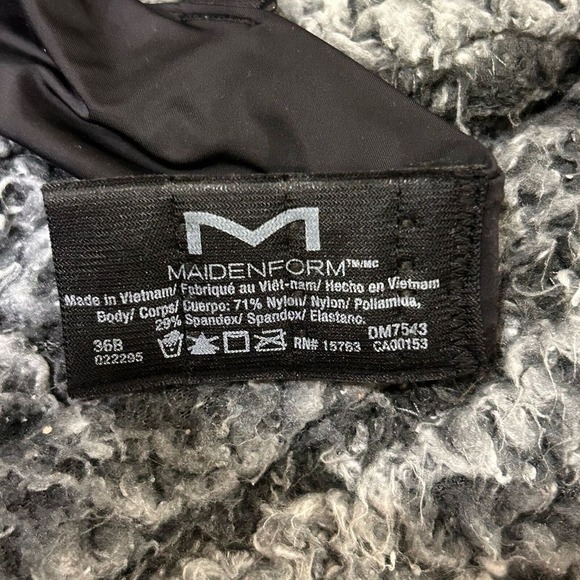 M
MAIDENFORM™/MC
Made in Vietnam/ Fabriqué au Viêt-nam/ Hecho en Vietnam
Body/ Corps/ Cuerpo: 71% Nylon/ Nylon/ Poliamida,
29% Spandex/ Spandex/ Elastano.
36B RN# 15763 DM7543
022295 CA00153